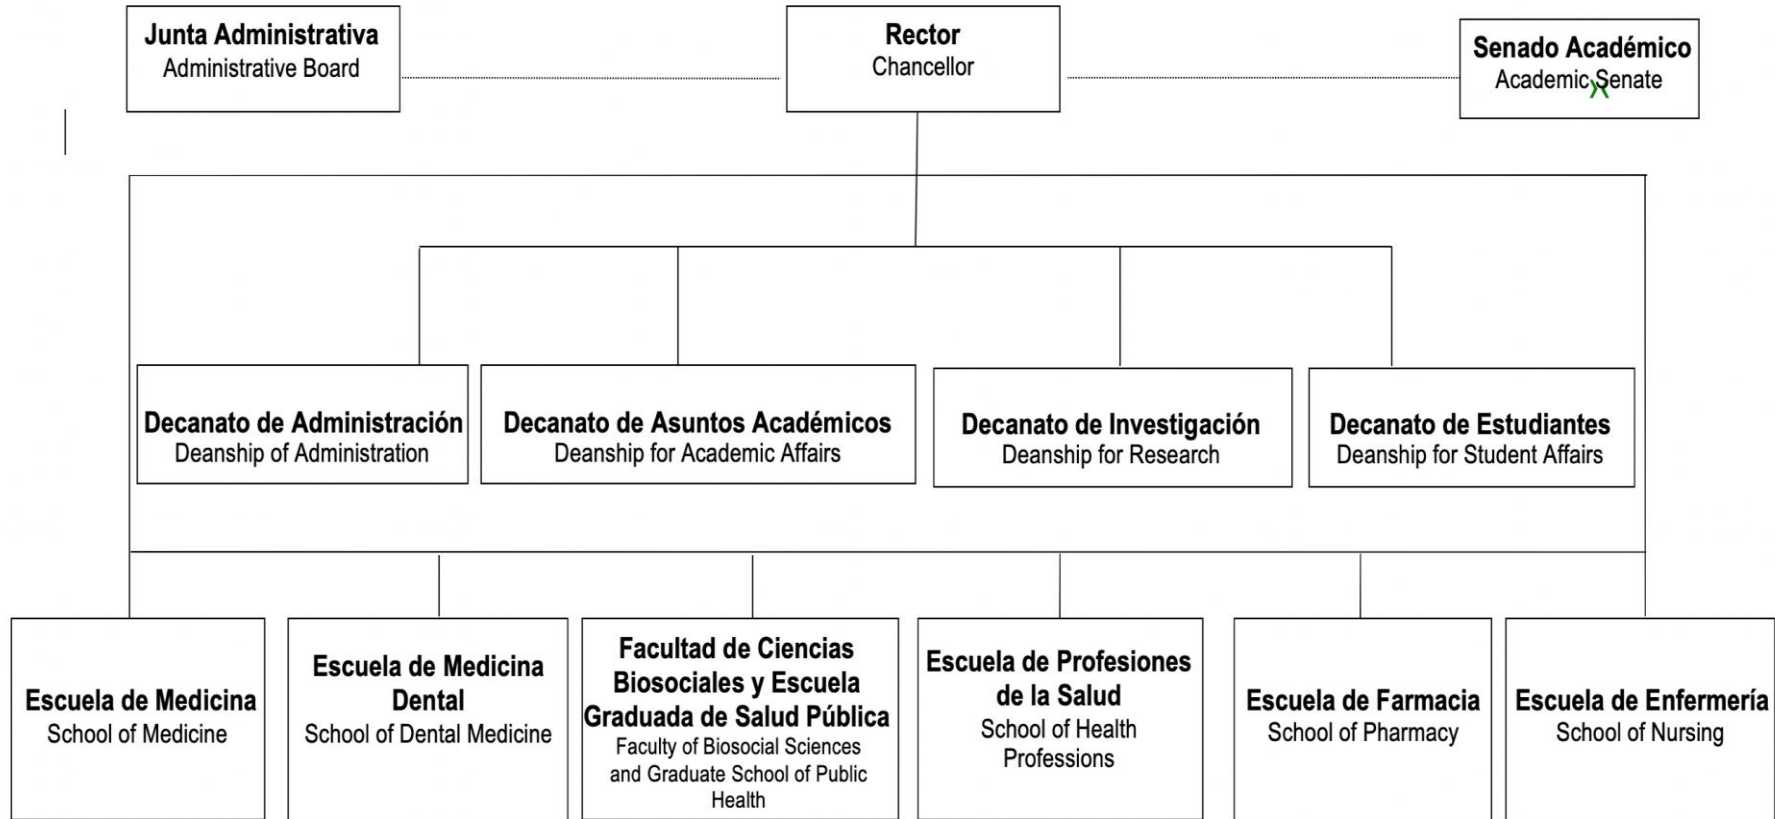 Junta Administrativa
Administrative Board
Rector
Chancellor
Senado Académico
Academic Senate
Decanato de Administración
Deanship of Administration
Decanato de Asuntos Académicos
Deanship for Academic Affairs
Decanato de Investigación
Deanship for Research
Decanato de Estudiantes
Deanship for Student Affairs
Escuela de Medicina
School of Medicine
Escuela de Medicina
Dental
School of Dental Medicine
Facultad de Ciencias
Biosociales y Escuela
Graduada de Salud Pública
Faculty of Biosocial Sciences
and Graduate School of Public
Health
Escuela de Profesiones
de la Salud
School of Health
Professions
Escuela de Farmacia
School of Pharmacy
Escuela de Enfermería
School of Nursing